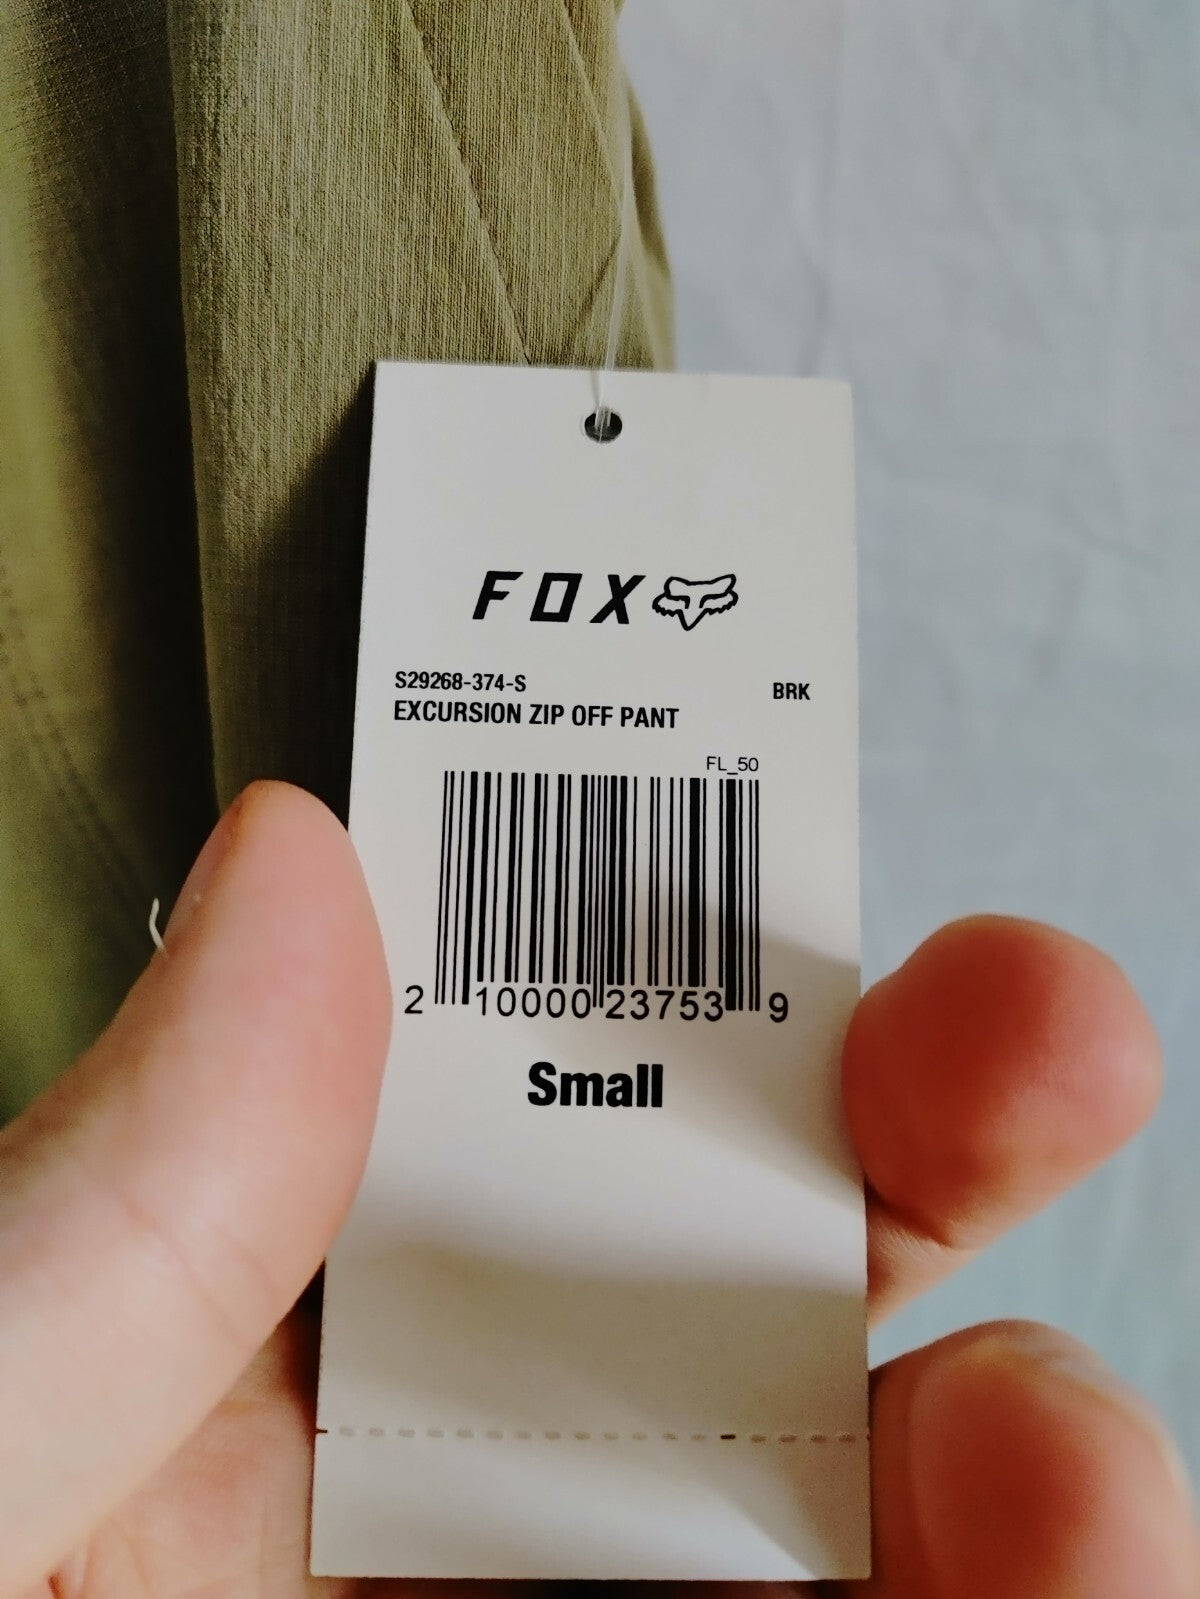 FOX
S29268-374-S BRK
EXCURSION ZIP OFF PANT
FL_50
2 10000 23753 9
Small